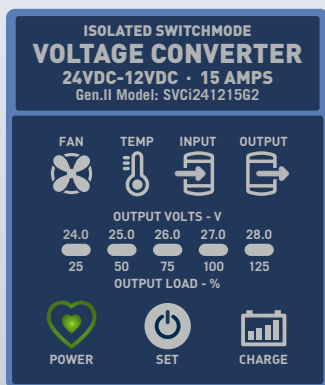 ISOLATED SWITCHMODE
VOLTAGE CONVERTER
24VDC-12VDC · 15 AMPS
Gen.II Model: SVCi241215G2
FAN TEMP INPUT OUTPUT
OUTPUT VOLTS - V
24.0 25.0 26.0 27.0 28.0
25 50 75 100 125
OUTPUT LOAD - %
POWER SET CHARGE